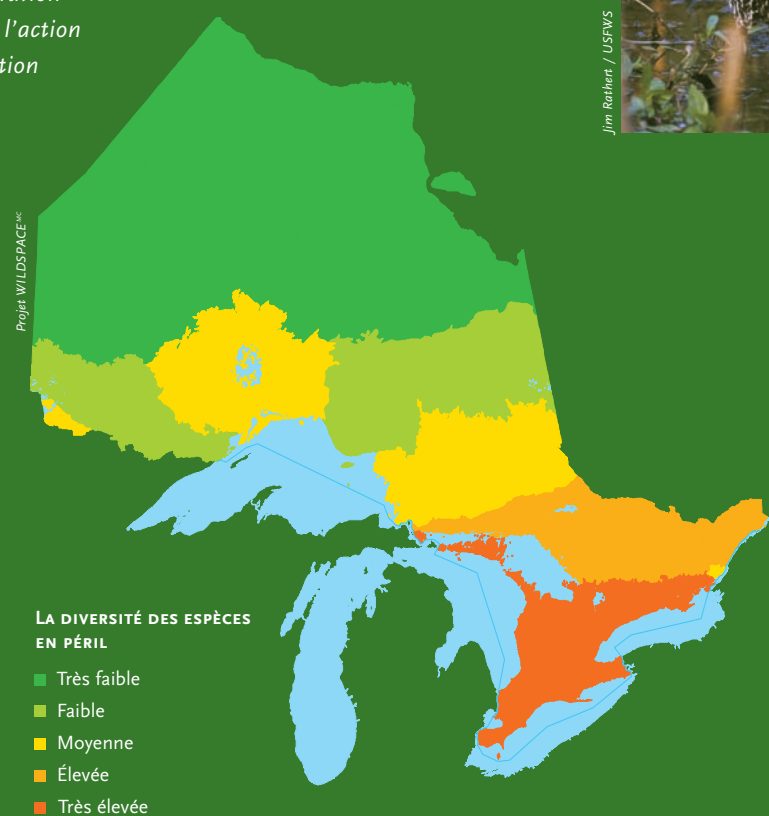 l'action
Jim Rathert / USFWS
Projet WILDSPACE MC
LA DIVERSITÉ DES ESPÈCES
EN PÉRIL
Très faible
Faible
Moyenne
Élevée
Très élevée